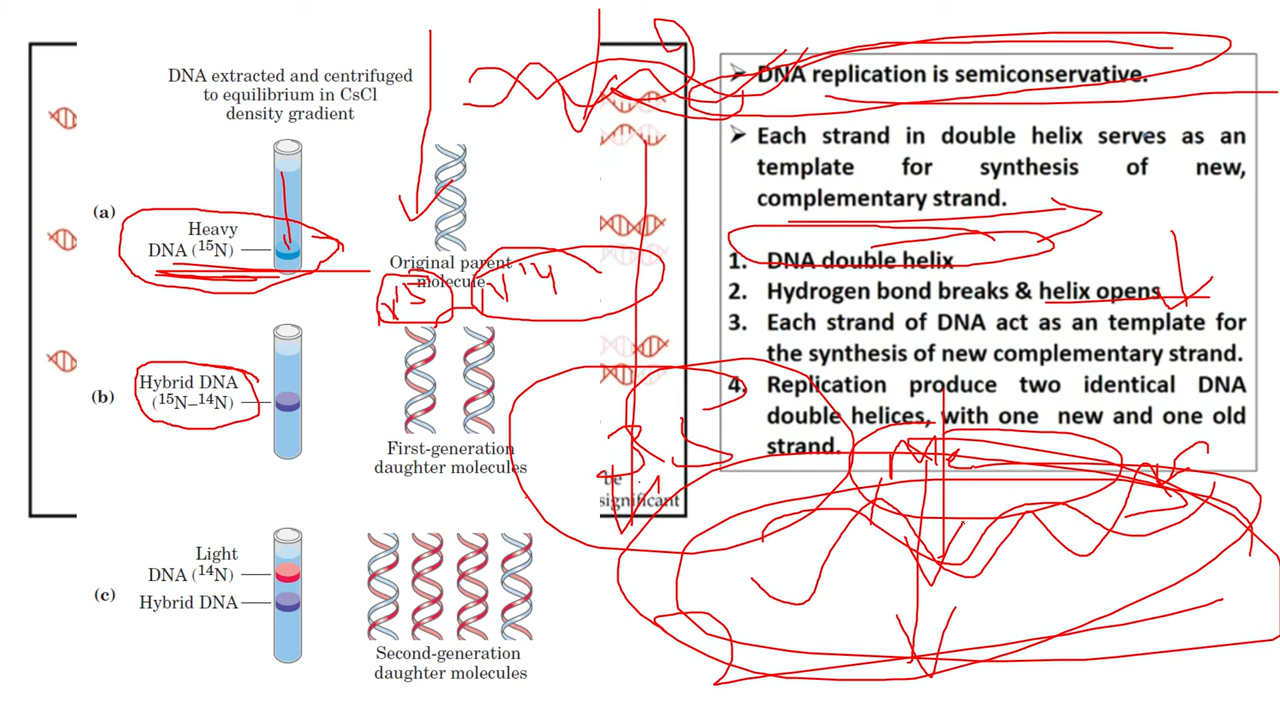 DNA extracted and centrifuged
to equilibrium in CsCl
density gradient
(a)
Heavy
DNA (¹⁵N)
Original parent
molecule
N15
N14
(b)
Hybrid DNA
(¹⁵N–¹⁴N)
First-generation
daughter molecules
(c)
Light
DNA (¹⁴N)
Hybrid DNA
Second-generation
daughter molecules
be
significant
➢ DNA replication is semiconservative.
➢ Each strand in double helix serves as an
template for synthesis of new,
complementary strand.
1. DNA double helix
2. Hydrogen bond breaks & helix opens
3. Each strand of DNA act as an template for
the synthesis of new complementary strand.
4. Replication produce two identical DNA
double helices, with one new and one old
strand.